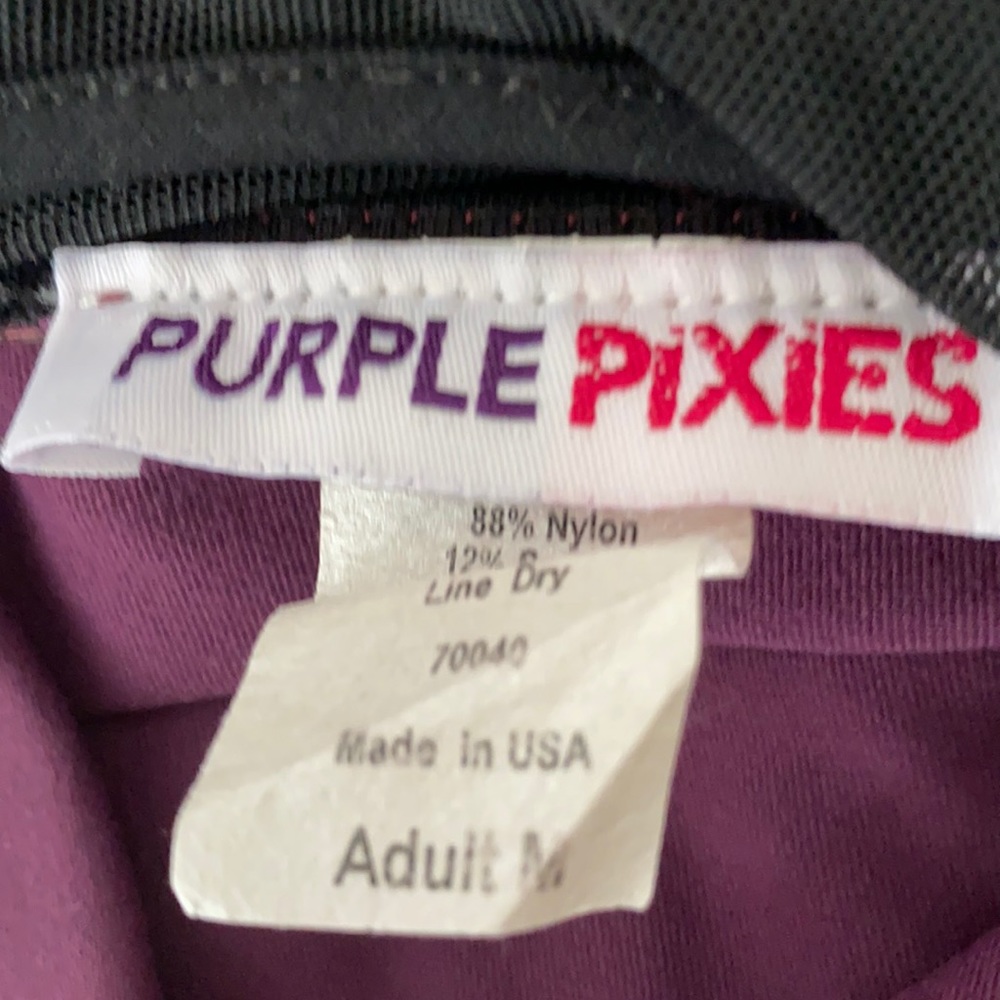 PURPLE PiXiES
88% Nylon
12%
Line Dry
70040
Made in USA
Adult M